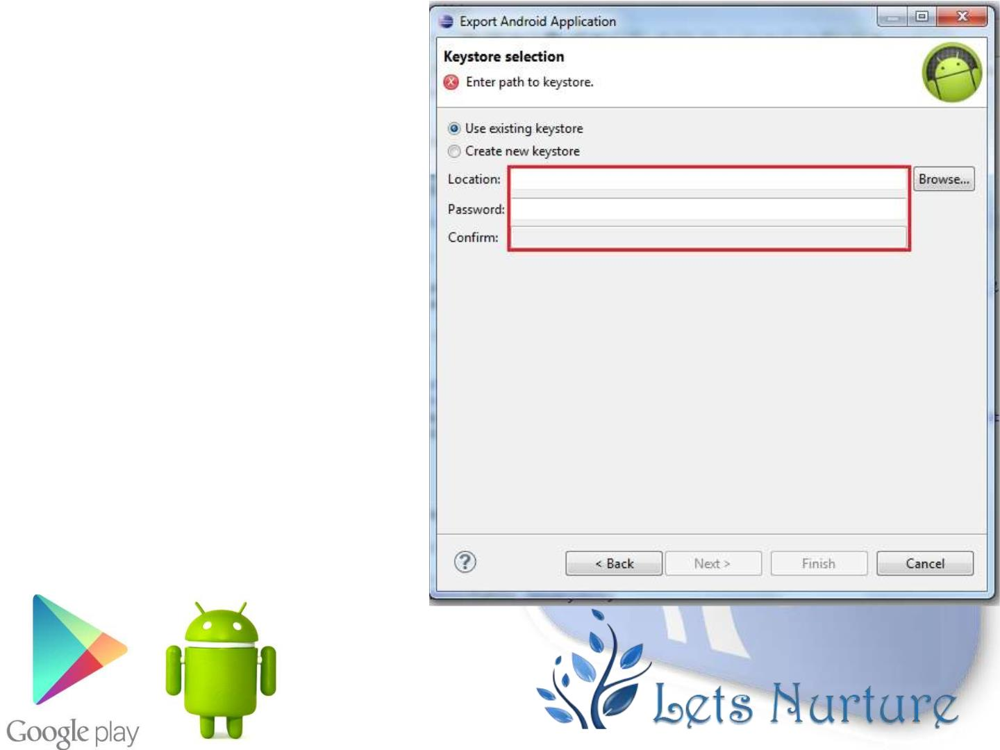 Export Android Application
Keystore selection
Enter path to keystore.
Use existing keystore
Create new keystore
Location:
Browse...
Password:
Confirm:
< Back
Next >
Finish
Cancel
Google play
Lets Nurture